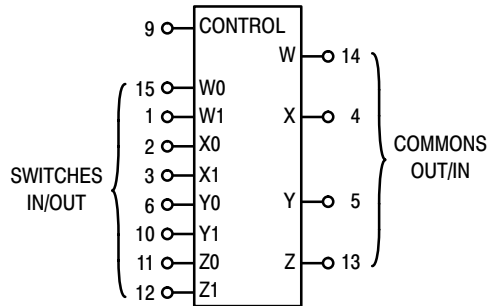 9 CONTROL
W 14
15 W0
1 W1
X 4
2 X0
3 X1
SWITCHES
IN/OUT
COMMONS
OUT/IN
6 Y0
Y 5
10 Y1
11 Z0
Z 13
12 Z1